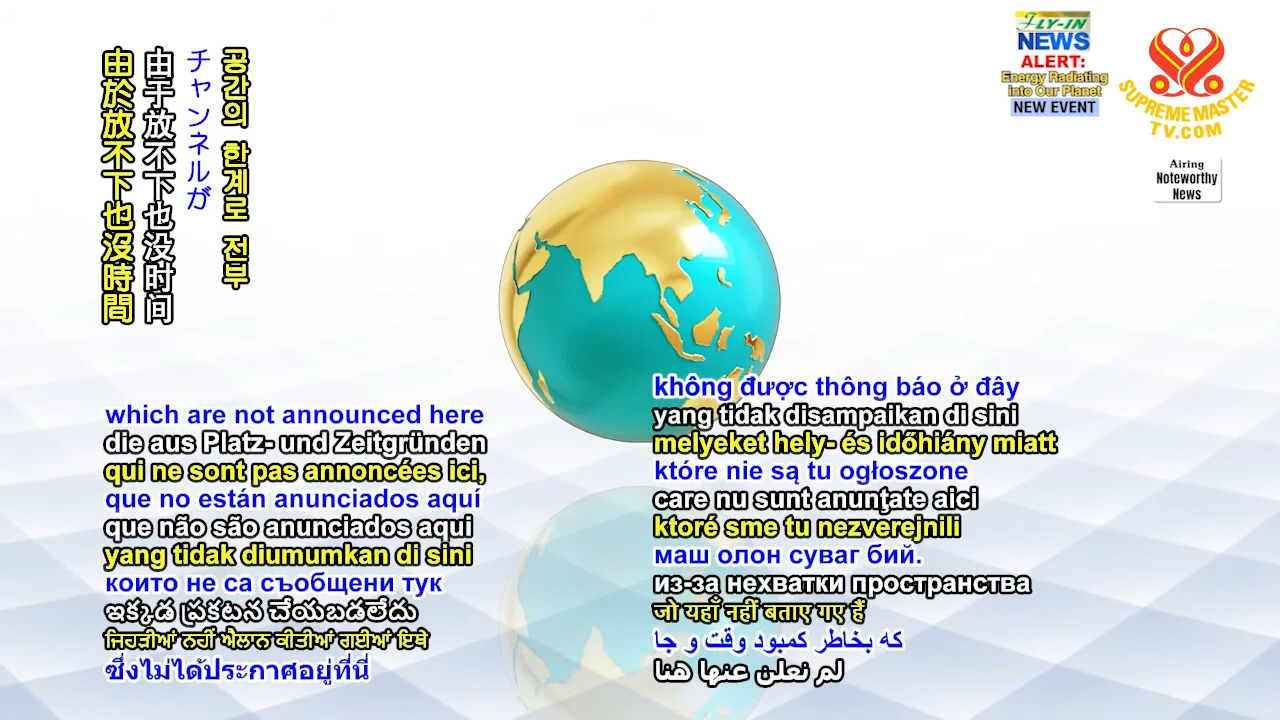 由於放不下也沒時間
由于放不下也没时间
チャンネルが
공간의 한계로 전부
FLY-IN
NEWS
ALERT:
Energy Radiating
into Our Planet
NEW EVENT
SUPREME MASTER
TV.COM
Airing
Noteworthy
News
which are not announced here
die aus Platz- und Zeitgründen
qui ne sont pas annoncées ici,
que no están anunciados aquí
que não são anunciados aqui
yang tidak diumumkan di sini
които не са съобщени тук
ఇక్కడ ప్రకటన చేయబడలేదు
ਜਿਹੜੀਆਂ ਨਹੀਂ ਐਲਾਨ ਕੀਤੀਆਂ ਗਈਆਂ ਇਥੇ
ซึ่งไม่ได้ประกาศอยู่ที่นี่
không được thông báo ở đây
yang tidak disampaikan di sini
melyeket hely- és időhiány miatt
które nie są tu ogłoszone
care nu sunt anunţate aici
ktoré sme tu nezverejnili
маш олон суваг бий.
из-за нехватки пространства
जो यहाँ नहीं बताए गए हैं
که بخاطر کمبود وقت و جا
لم نعلن عنها هنا